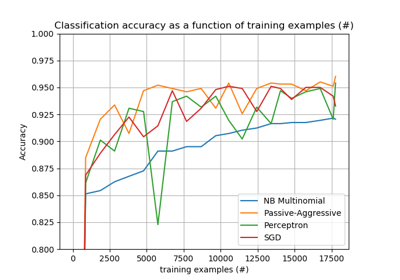 Classification accuracy as a function of training examples (#)
1.000
0.975
0.950
0.925
0.900
0.875
0.850
0.825
0.800
Accuracy
NB Multinomial
Passive-Aggressive
Perceptron
SGD
0 2500 5000 7500 10000 12500 15000 17500
training examples (#)